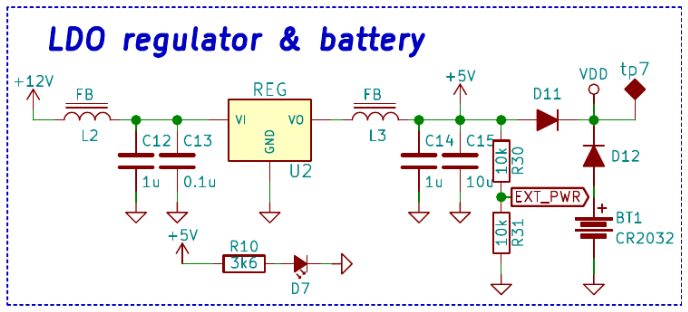 LDO regulator & battery
+12V
FB
L2
C12
1u
C13
0.1u
REG
VI
VO
GND
U2
FB
L3
+5V
C14
1u
C15
10u
10k
R30
EXT_PWR
10k
R31
D11
VDD
tp7
D12
+
BT1
CR2032
+5V
R10
3k6
D7